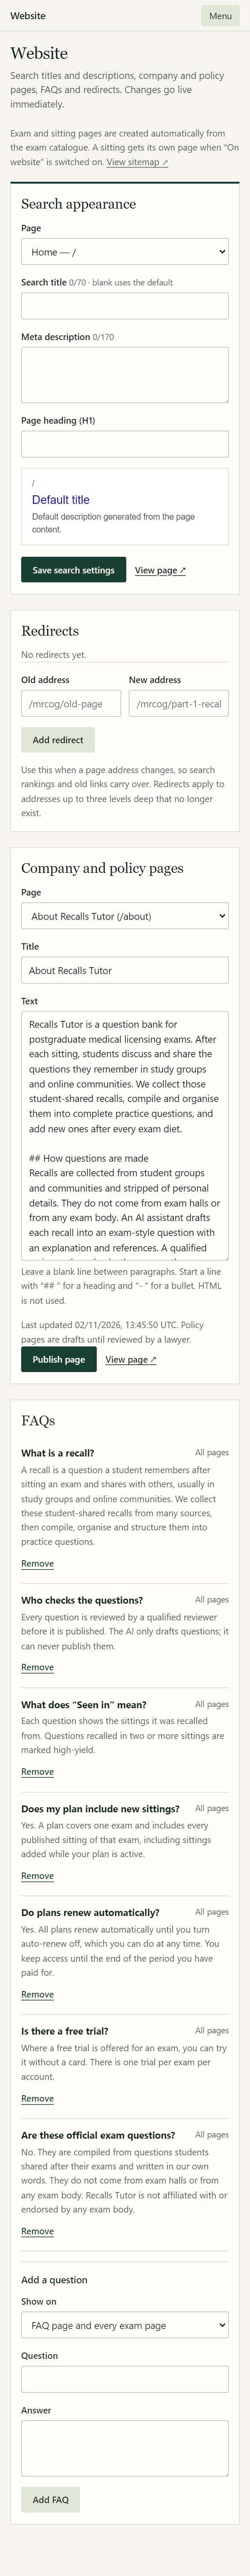 Website
Menu
Website
Search titles and descriptions, company and policy
pages, FAQs and redirects. Changes go live
immediately.
Exam and sitting pages are created automatically from
the exam catalogue. A sitting gets its own page when “On
website” is switched on. View sitemap ↗
Search appearance
Page
Home — /
Search title 0/70 · blank uses the default
Meta description 0/170
Page heading (H1)
/
Default title
Default description generated from the page
content.
Save search settings
View page ↗
Redirects
No redirects yet.
Old address
New address
/mrcog/old-page
/mrcog/part-1-recal
Add redirect
Use this when a page address changes, so search
rankings and old links carry over. Redirects apply to
addresses up to three levels deep that no longer
exist.
Company and policy pages
Page
About Recalls Tutor (/about)
Title
About Recalls Tutor
Text
Recalls Tutor is a question bank for
postgraduate medical licensing exams. After
each sitting, students discuss and share the
questions they remember in study groups
and online communities. We collect those
student-shared recalls, compile and organise
them into complete practice questions, and
add new ones after every exam diet.
## How questions are made
Recalls are collected from student groups
and communities and stripped of personal
details. They do not come from exam halls or
from any exam body. An AI assistant drafts
each recall into an exam-style question with
an explanation and references. A qualified
Leave a blank line between paragraphs. Start a line
with "## " for a heading and "- " for a bullet. HTML
is not used.
Last updated 02/11/2026, 13:45:50 UTC. Policy
pages are drafts until reviewed by a lawyer.
Publish page
View page ↗
FAQs
What is a recall?
All pages
A recall is a question a student remembers after
sitting an exam and shares with others, usually in
study groups and online communities. We collect
these student-shared recalls from many sources,
then compile, organise and structure them into
practice questions.
Remove
Who checks the questions?
All pages
Every question is reviewed by a qualified reviewer
before it is published. The AI only drafts questions; it
can never publish them.
Remove
What does “Seen in” mean?
All pages
Each question shows the sittings it was recalled
from. Questions recalled in two or more sittings are
marked high-yield.
Remove
Does my plan include new sittings?
All pages
Yes. A plan covers one exam and includes every
published sitting of that exam, including sittings
added while your plan is active.
Remove
Do plans renew automatically?
All pages
Yes. All plans renew automatically until you turn
auto-renew off, which you can do at any time. You
keep access until the end of the period you have
paid for.
Remove
Is there a free trial?
All pages
Where a free trial is offered for an exam, you can try
it without a card. There is one trial per exam per
account.
Remove
Are these official exam questions?
All pages
No. They are compiled from questions students
shared after their exams and written in our own
words. They do not come from exam halls or from
any exam body. Recalls Tutor is not affiliated with or
endorsed by any exam body.
Remove
Add a question
Show on
FAQ page and every exam page
Question
Answer
Add FAQ